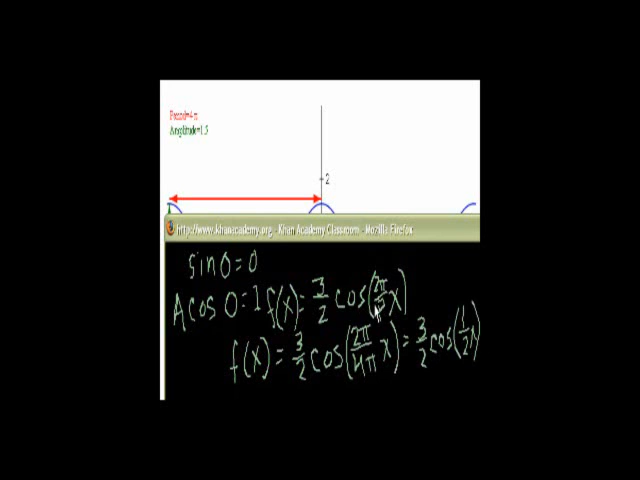 Period=4π
Amplitude=1.5
2
http://www.khanacademy.org - Khan Academy Classroom - Mozilla Firefox
sin 0 = 0
A cos 0 = 1 f(x) = 3/2 cos(2π/p x)
f(x) = 3/2 cos(2π/4π x) = 3/2 cos(1/2 x)